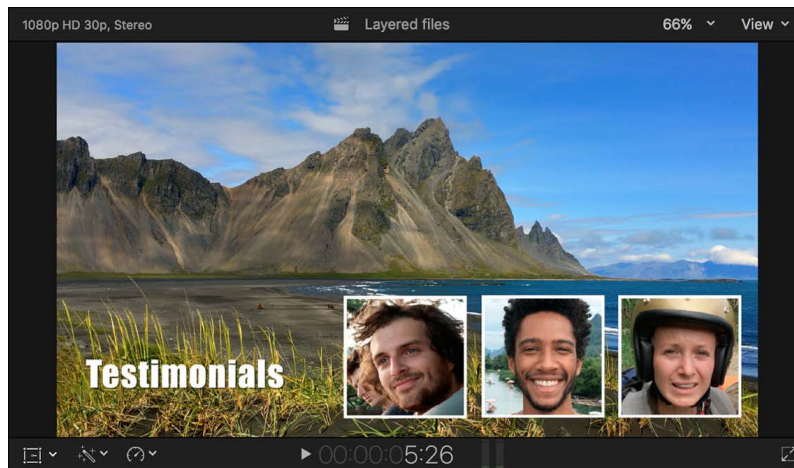 1080p HD 30p, Stereo Layered files 66% View
Testimonials
00:00:05:26